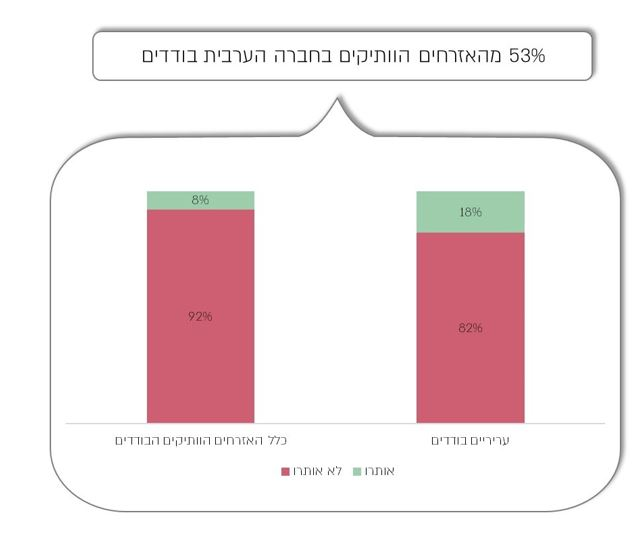 53% מהאזרחים הוותיקים בחברה הערבית בודדים
8%
18%
92%
82%
כלל האזרחים הוותיקים הבודדים
עריריים בודדים
לא אותרו
אותרו